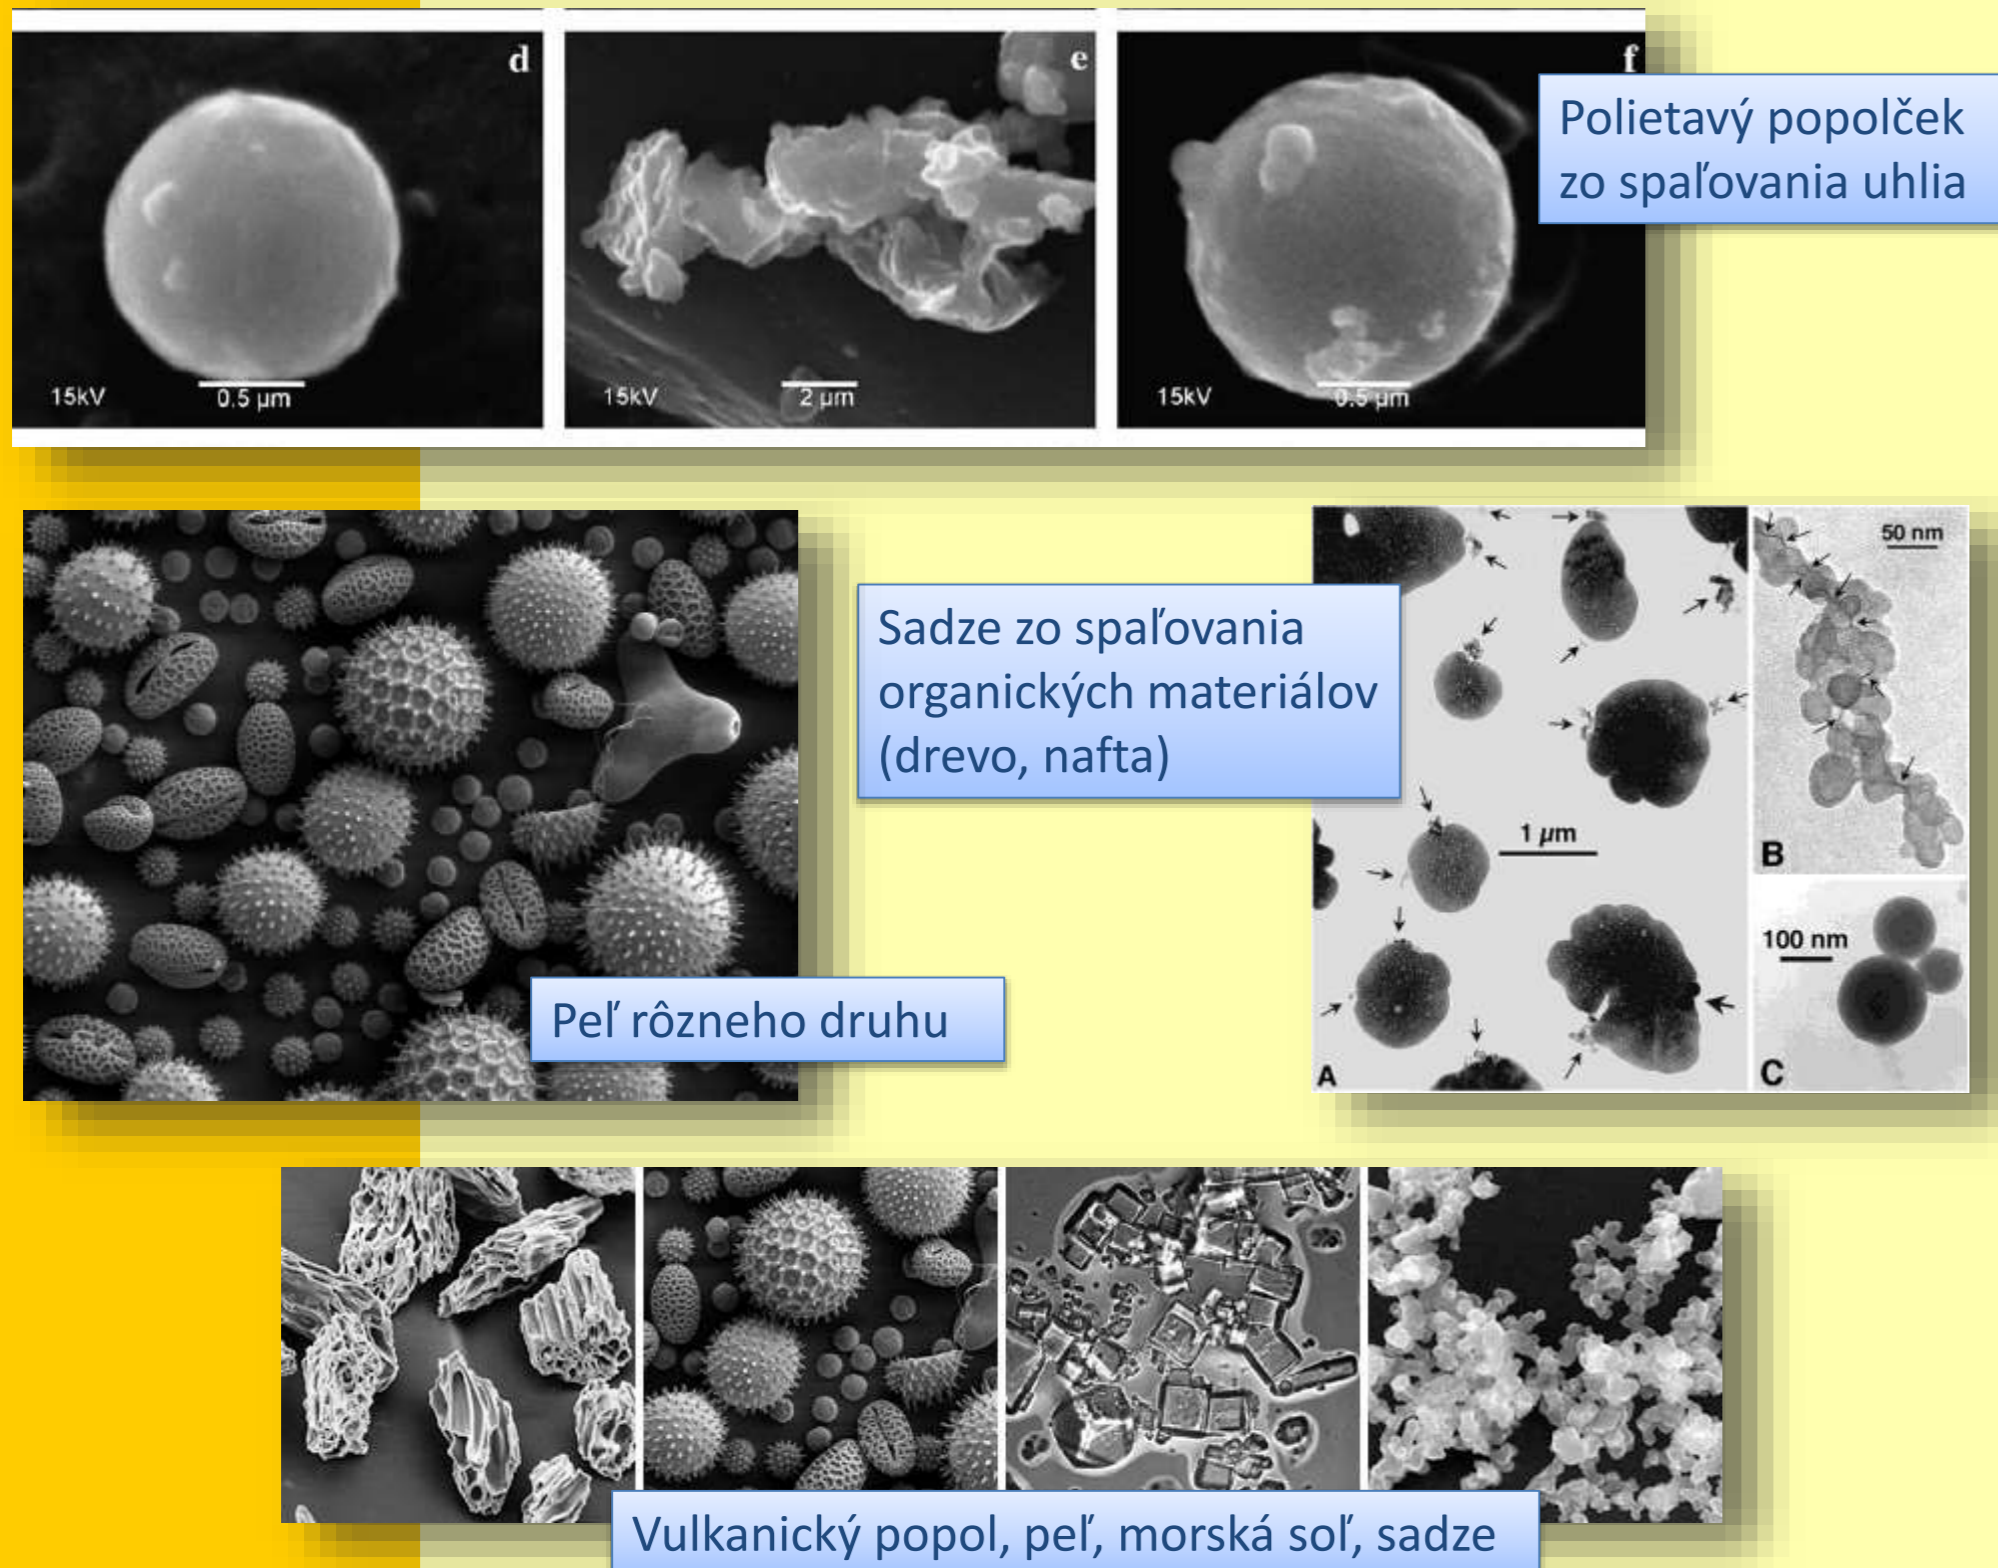 d
e
f
15kV
0.5 µm
15kV
2 µm
15kV
0.5 µm
Polietavý popolček
zo spaľovania uhlia
Sadze zo spaľovania
organických materiálov
(drevo, nafta)
50 nm
1 µm
B
100 nm
A
C
Peľ rôzneho druhu
Vulkanický popol, peľ, morská soľ, sadze